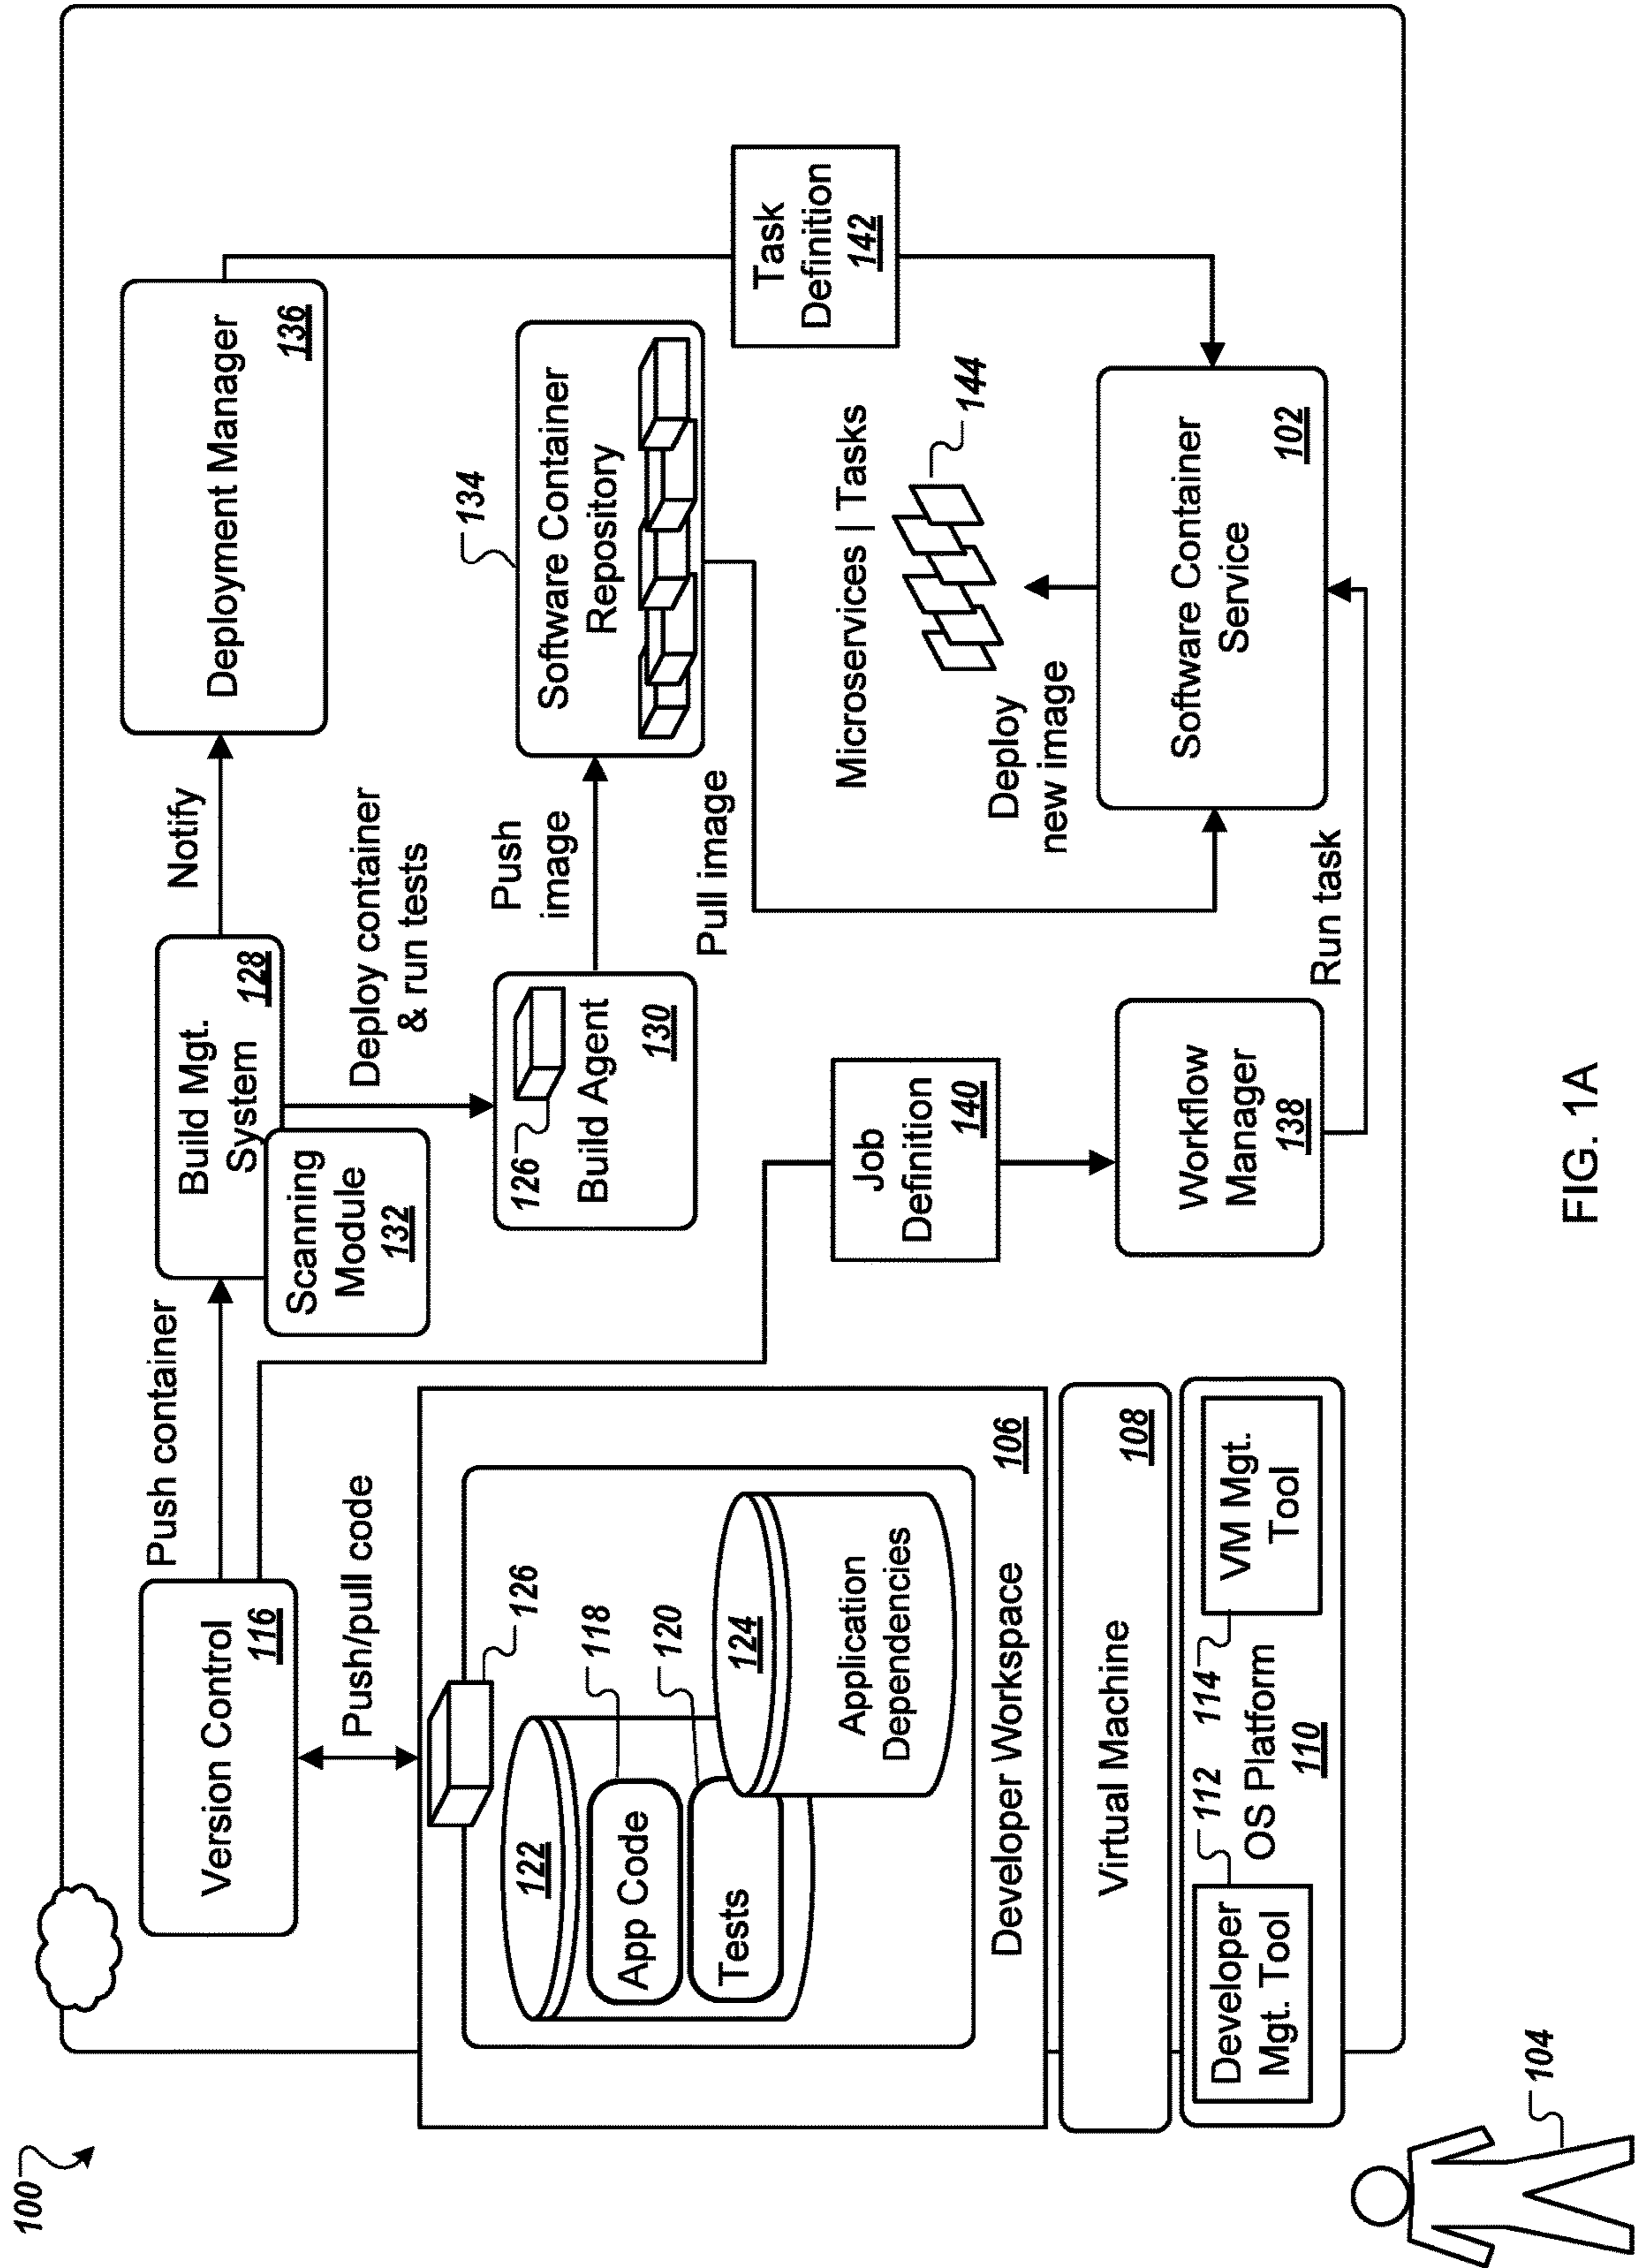 100
Version Control
116
Push container
Build Mgt.
System
128
Scanning
Module
132
Notify
Deployment Manager
136
Push/pull code
Deploy container
& run tests
126
Build Agent
130
Push
image
134
Software Container
Repository
Pull image
Task
Definition
142
126
122
App Code
118
Tests
120
124
Application
Dependencies
Developer Workspace
106
Job
Definition
140
Microservices | Tasks
144
Deploy
new image
Virtual Machine
108
Workflow
Manager
138
Run task
Software Container
Service
102
Developer
Mgt. Tool
112
114
OS Platform
110
VM Mgt.
Tool
104
FIG. 1A